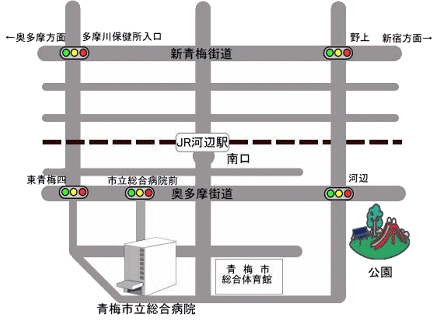 ←奥多摩方面
多摩川保健所入口
野上
新宿方面→
新青梅街道
JR河辺駅
南口
東青梅四
市立総合病院前
河辺
奥多摩街道
青梅市
総合体育館
公園
青梅市立総合病院